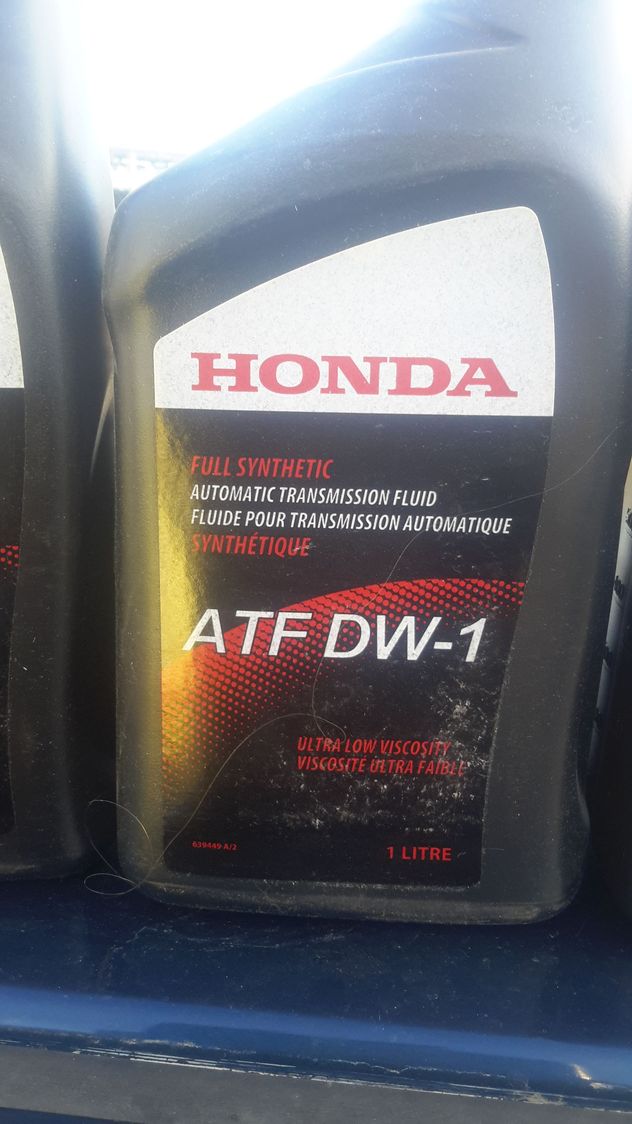 HONDA
FULL SYNTHETIC
AUTOMATIC TRANSMISSION FLUID
FLUIDE POUR TRANSMISSION AUTOMATIQUE
SYNTHÉTIQUE
ATF DW-1
ULTRA LOW VISCOSITY
VISCOSITÉ ULTRA FAIBLE
639449-A/2
1 LITRE